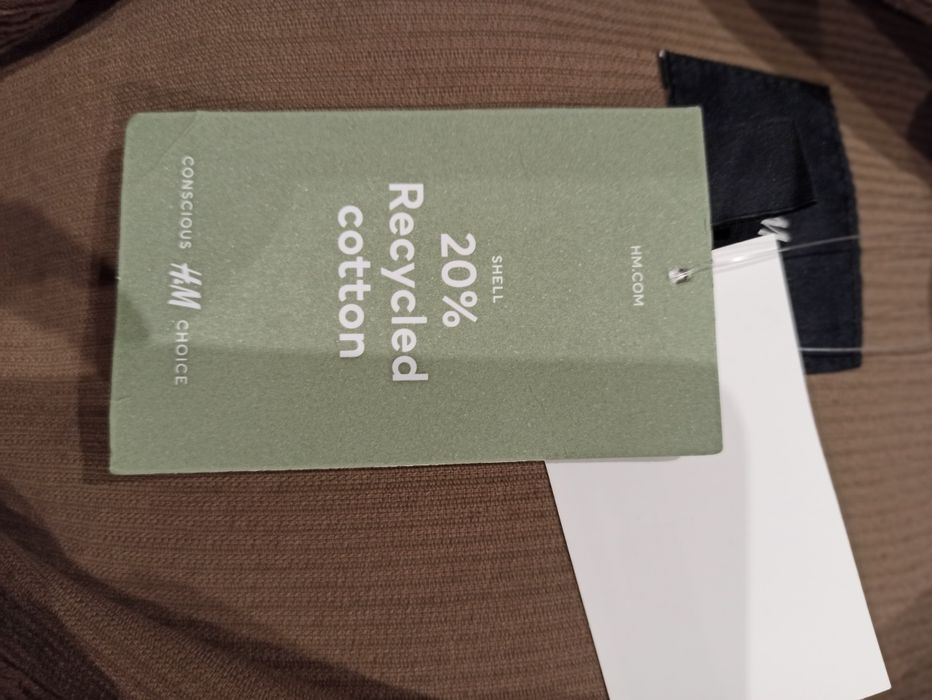 HM.COM
SHELL
20%
Recycled
cotton
CONSCIOUS H&M CHOICE